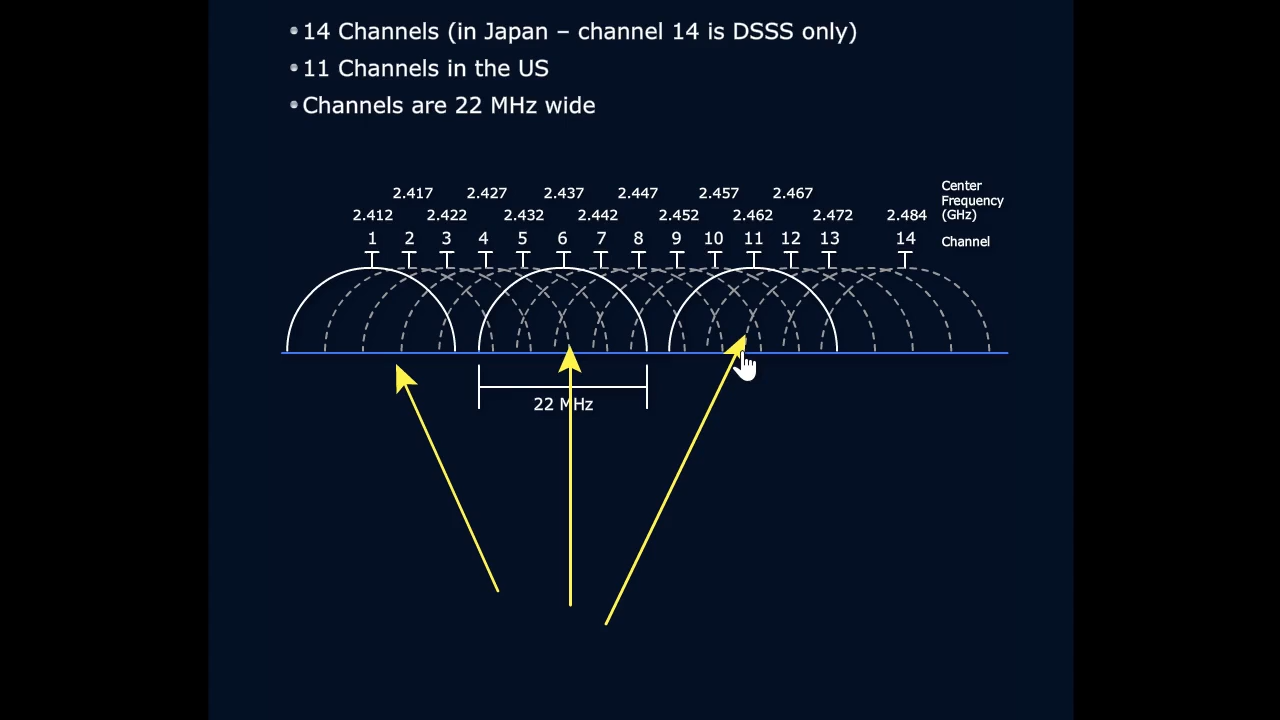 14 Channels (in Japan – channel 14 is DSSS only)
11 Channels in the US
Channels are 22 MHz wide
2.417 2.427 2.437 2.447 2.457 2.467
Center
Frequency
(GHz)
2.412 2.422 2.432 2.442 2.452 2.462 2.472 2.484
1 2 3 4 5 6 7 8 9 10 11 12 13 14 Channel
22 MHz